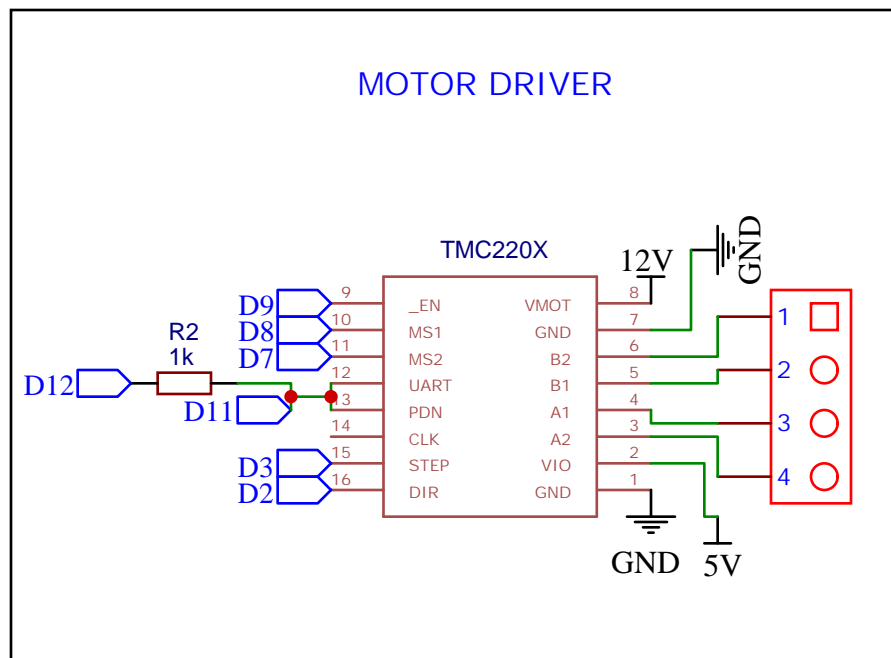 MOTOR DRIVER
TMC220X
12V
GND
D9 9 _EN VMOT 8
D8 10 MS1 GND 7
D7 11 MS2 B2 6
R2
1k
D12
12 UART B1 5
D11
13 PDN A1 4
14 CLK A2 3
D3 15 STEP VIO 2
D2 16 DIR GND 1
1
2
3
4
GND
5V